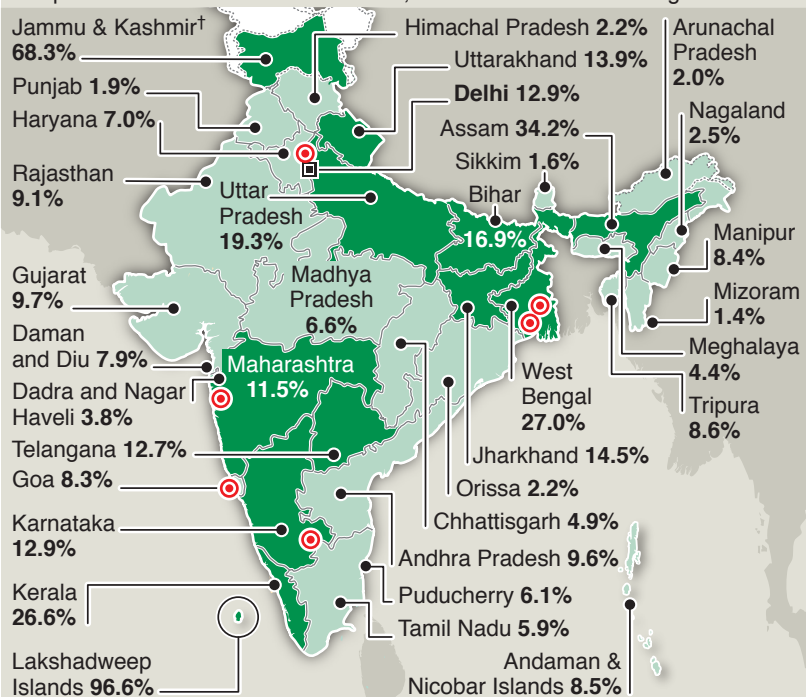 Jammu & Kashmir†
68.3%
Punjab 1.9%
Haryana 7.0%
Rajasthan
9.1%
Gujarat
9.7%
Daman
and Diu 7.9%
Dadra and Nagar
Haveli 3.8%
Telangana 12.7%
Goa 8.3%
Karnataka
12.9%
Kerala
26.6%
Lakshadweep
Islands 96.6%
Uttar
Pradesh
19.3%
Madhya
Pradesh
6.6%
Maharashtra
11.5%
Himachal Pradesh 2.2%
Uttarakhand 13.9%
Delhi 12.9%
Assam 34.2%
Sikkim 1.6%
Bihar
16.9%
Arunachal
Pradesh
2.0%
Nagaland
2.5%
Manipur
8.4%
Mizoram
1.4%
Meghalaya
4.4%
Tripura
8.6%
West
Bengal
27.0%
Jharkhand 14.5%
Orissa 2.2%
Chhattisgarh 4.9%
Andhra Pradesh 9.6%
Puducherry 6.1%
Tamil Nadu 5.9%
Andaman &
Nicobar Islands 8.5%